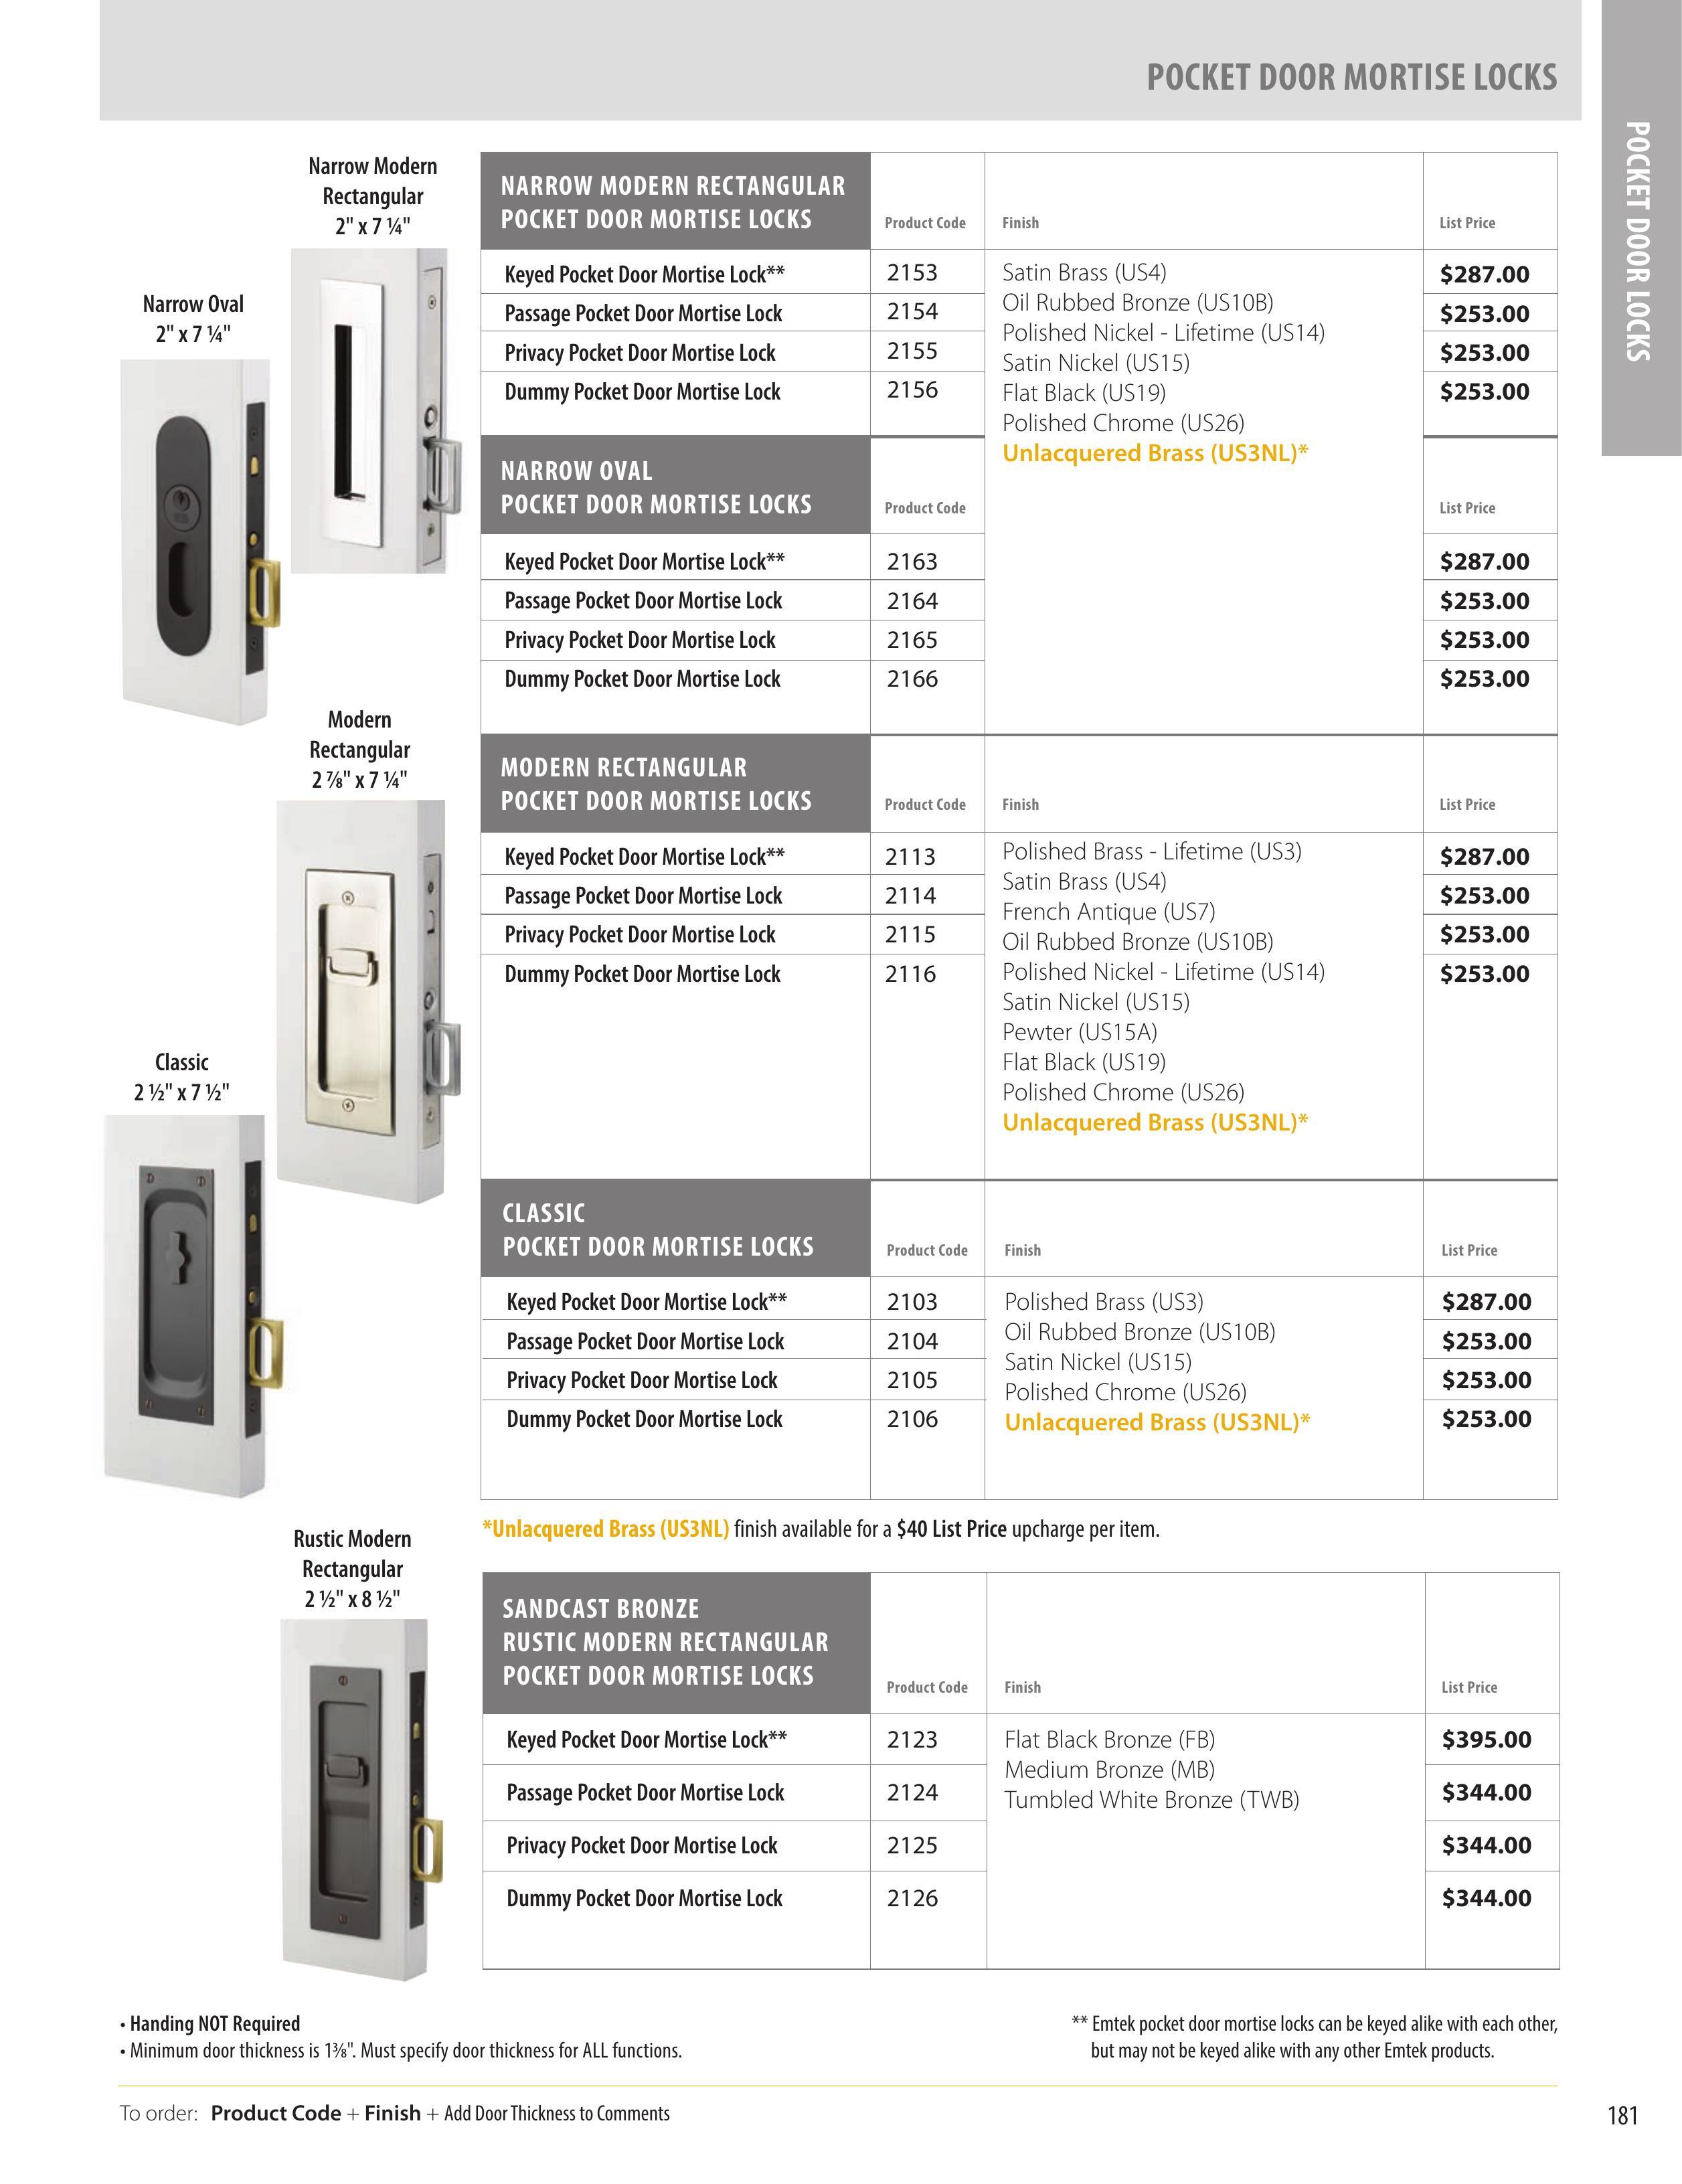 POCKET DOOR MORTISE LOCKS
POCKET DOOR LOCKS
Narrow Modern
Rectangular
2" x 7 ¼"
Narrow Oval
2" x 7 ¼"
Modern
Rectangular
2 ⅞" x 7 ¼"
Classic
2 ½" x 7 ½"
Rustic Modern
Rectangular
2 ½" x 8 ½"
NARROW MODERN RECTANGULAR
POCKET DOOR MORTISE LOCKS Product Code Finish List Price
Keyed Pocket Door Mortise Lock** 2153 $287.00
Passage Pocket Door Mortise Lock 2154 $253.00
Privacy Pocket Door Mortise Lock 2155 $253.00
Dummy Pocket Door Mortise Lock 2156 $253.00
Satin Brass (US4)
Oil Rubbed Bronze (US10B)
Polished Nickel - Lifetime (US14)
Satin Nickel (US15)
Flat Black (US19)
Polished Chrome (US26)
Unlacquered Brass (US3NL)*
NARROW OVAL
POCKET DOOR MORTISE LOCKS Product Code List Price
Keyed Pocket Door Mortise Lock** 2163 $287.00
Passage Pocket Door Mortise Lock 2164 $253.00
Privacy Pocket Door Mortise Lock 2165 $253.00
Dummy Pocket Door Mortise Lock 2166 $253.00
MODERN RECTANGULAR
POCKET DOOR MORTISE LOCKS Product Code Finish List Price
Keyed Pocket Door Mortise Lock** 2113 $287.00
Passage Pocket Door Mortise Lock 2114 $253.00
Privacy Pocket Door Mortise Lock 2115 $253.00
Dummy Pocket Door Mortise Lock 2116 $253.00
Polished Brass - Lifetime (US3)
Satin Brass (US4)
French Antique (US7)
Oil Rubbed Bronze (US10B)
Polished Nickel - Lifetime (US14)
Satin Nickel (US15)
Pewter (US15A)
Flat Black (US19)
Polished Chrome (US26)
Unlacquered Brass (US3NL)*
CLASSIC
POCKET DOOR MORTISE LOCKS Product Code Finish List Price
Keyed Pocket Door Mortise Lock** 2103 $287.00
Passage Pocket Door Mortise Lock 2104 $253.00
Privacy Pocket Door Mortise Lock 2105 $253.00
Dummy Pocket Door Mortise Lock 2106 $253.00
Polished Brass (US3)
Oil Rubbed Bronze (US10B)
Satin Nickel (US15)
Polished Chrome (US26)
Unlacquered Brass (US3NL)*
*Unlacquered Brass (US3NL) finish available for a $40 List Price upcharge per item.
SANDCAST BRONZE
RUSTIC MODERN RECTANGULAR
POCKET DOOR MORTISE LOCKS Product Code Finish List Price
Keyed Pocket Door Mortise Lock** 2123 $395.00
Passage Pocket Door Mortise Lock 2124 $344.00
Privacy Pocket Door Mortise Lock 2125 $344.00
Dummy Pocket Door Mortise Lock 2126 $344.00
Flat Black Bronze (FB)
Medium Bronze (MB)
Tumbled White Bronze (TWB)
• Handing NOT Required
• Minimum door thickness is 1⅜". Must specify door thickness for ALL functions.
** Emtek pocket door mortise locks can be keyed alike with each other,
but may not be keyed alike with any other Emtek products.
To order: Product Code + Finish + Add Door Thickness to Comments
181